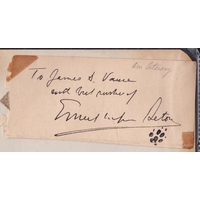 To James D. Vance
with best wishes of
Ernest Thompson Seton